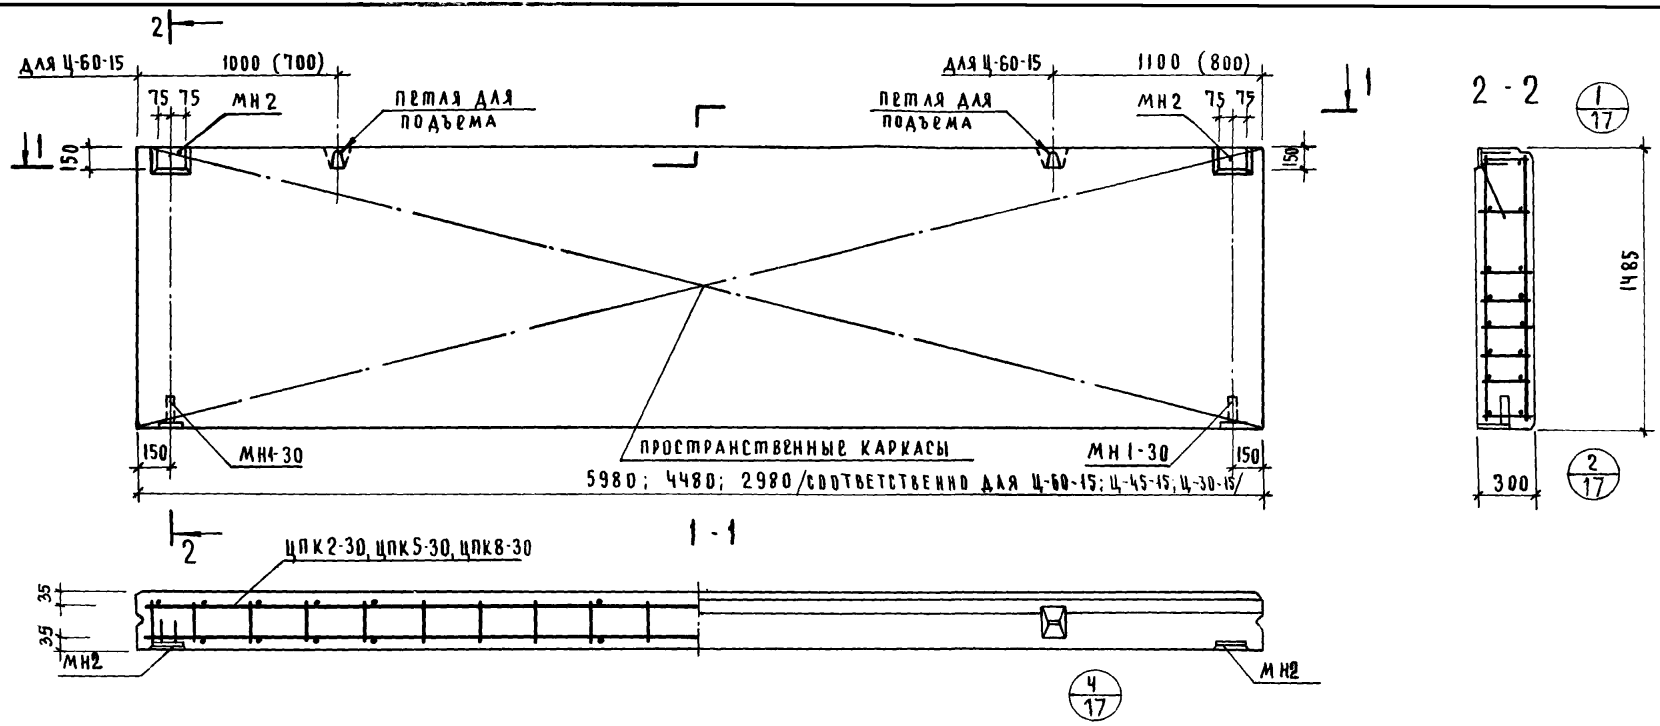 2
ДЛЯ Ц-60-15
1000 (700)
ДЛЯ Ц-60-15
1100 (800)
1
75
75
МН2
ПЕТЛЯ ДЛЯ
ПОДЪЕМА
ПЕТЛЯ ДЛЯ
ПОДЪЕМА
МН2
75
75
2 - 2
1
17
1
150
150
1485
МН1-30
150
ПРОСТРАНСТВЕННЫЕ КАРКАСЫ
МН1-30
150
5980; 4480; 2980/СООТВЕТСТВЕННО ДЛЯ Ц-60-15; Ц-45-15; Ц-30-15/
300
2
17
2
1 - 1
ЦПК2-30, ЦПК5-30, ЦПК8-30
35
35
МН2
МН2
4
17